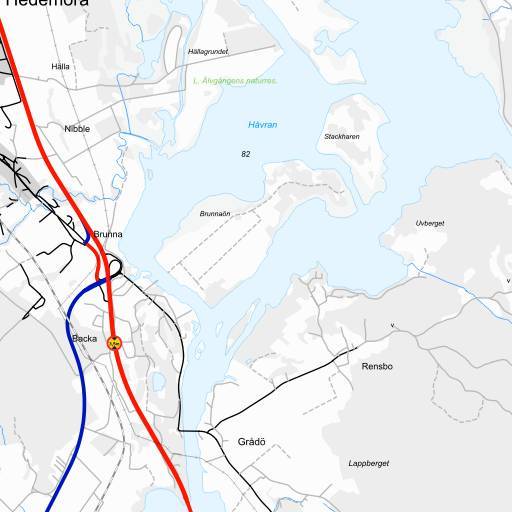 Hedemora
Hällagrundet
Hälla
L. Älvgångens naturres.
Håvran
Nibble
Stackharen
82
Brunnaön
Uvberget
Brunna
v
v
Backa
Rensbo
Grådö
Lappberget